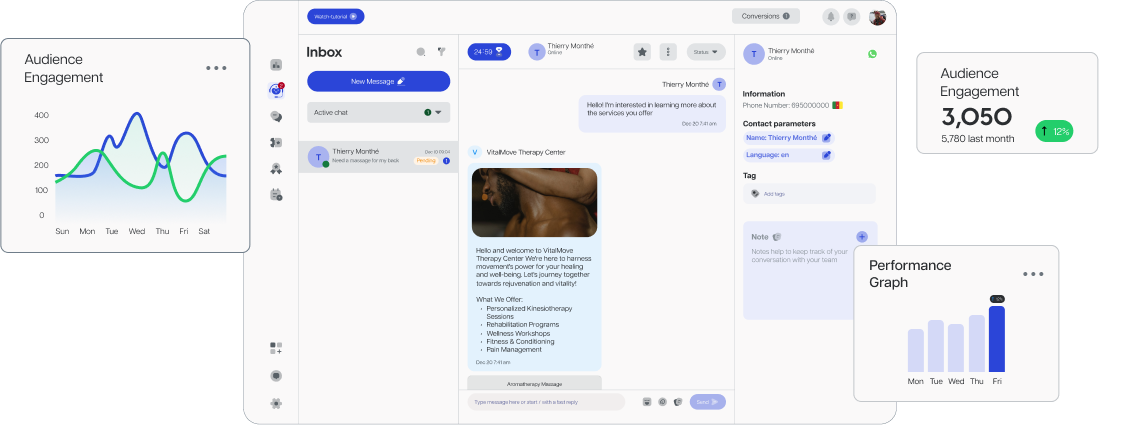 Audience
Engagement
400
300
200
100
0
Sun Mon Tue Wed Thu Fri Sat
Watch-tutorial
Conversions
Inbox
New Message
Active chat
Thierry Monthé
Need a massage for my back
Pending
24:59
Thierry Monthé
Online
Status
Thierry Monthé T
Hello! I'm interested in learning more about
the services you offer
Dec 20 7:41 am
V VitalMove Therapy Center
Hello and welcome to VitalMove
Therapy Center We're here to harness
movement's power for your healing
and well-being. Let's journey together
towards rejuvenation and vitality!
What We Offer:
• Personalized Kinesiotherapy
Sessions
• Rehabilitation Programs
• Wellness Workshops
• Fitness & Conditioning
• Pain Management
Dec 20 7:41 am
Aromatherapy Message
Type message here or start / with a fast reply
Send
T Thierry Monthé
Online
Information
Phone Number: 695000000
Contact parameters
Name: Thierry Monthé
Language: en
Tag
Add tags
Note
Notes help to keep track of your
conversation with your team
Audience
Engagement
3,050
5,780 last month
12%
Performance
Graph
Mon Tue Wed Thu Fri